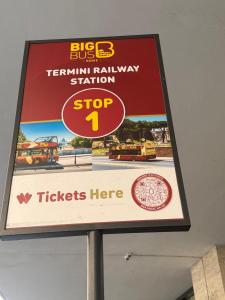 BIG
BUS
ROME
TERMINI RAILWAY
STATION
STOP
1
Tickets Here